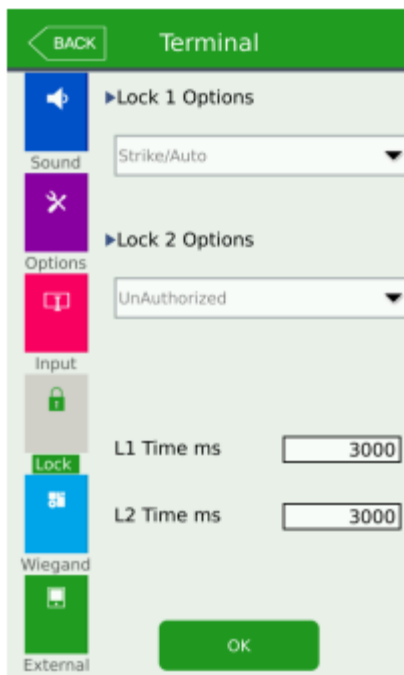 BACK
Terminal
Sound
Options
Input
Lock
Wiegand
External
▶Lock 1 Options
Strike/Auto
▶Lock 2 Options
UnAuthorized
L1 Time ms 3000
L2 Time ms 3000
OK